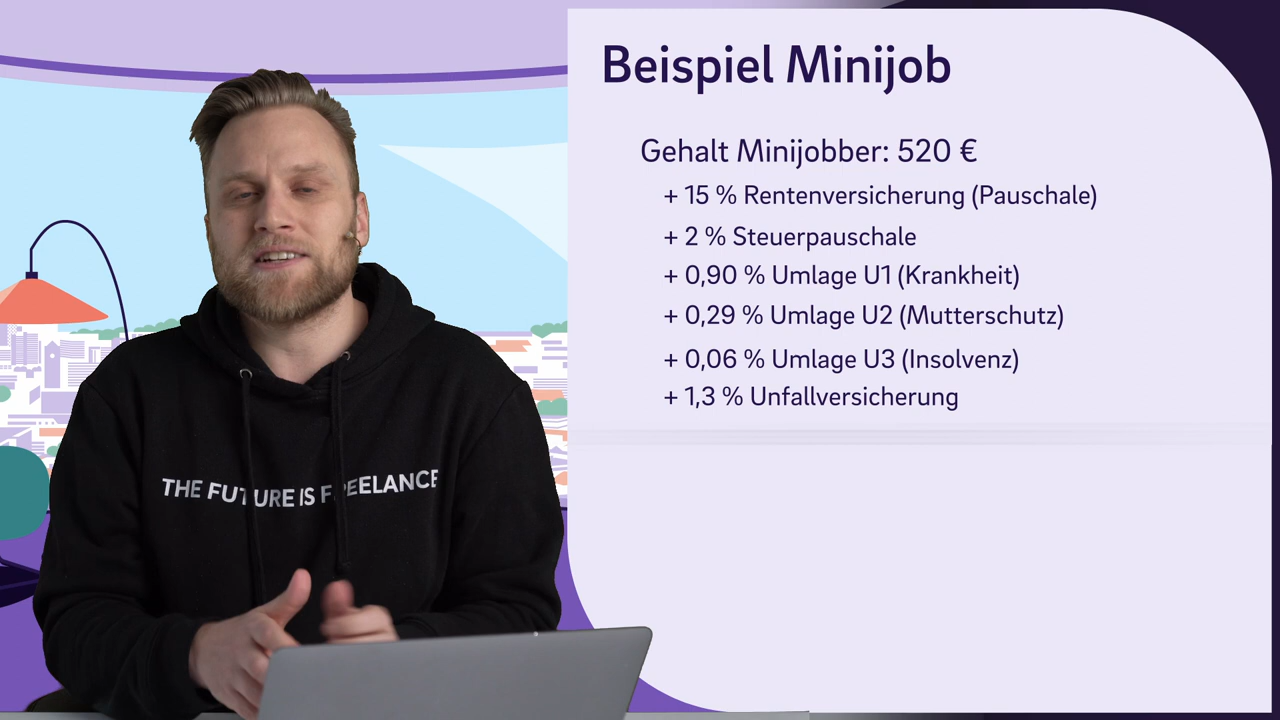 Beispiel Minijob
Gehalt Minijobber: 520 €
+ 15 % Rentenversicherung (Pauschale)
+ 2 % Steuerpauschale
+ 0,90 % Umlage U1 (Krankheit)
+ 0,29 % Umlage U2 (Mutterschutz)
+ 0,06 % Umlage U3 (Insolvenz)
+ 1,3 % Unfallversicherung
THE FUTURE IS FREELANCE